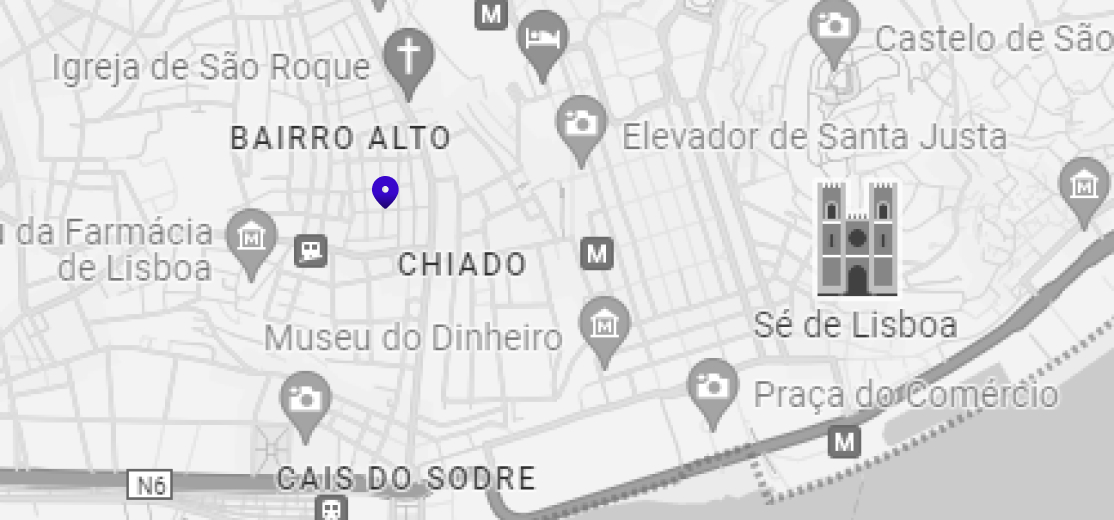 M
Castelo de São
Igreja de São Roque
BAIRRO ALTO
Elevador de Santa Justa
da Farmácia
de Lisboa
M
CHIADO
M
M
M
Museu do Dinheiro
M
Sé de Lisboa
Praça do Comércio
M
CAIS DO SODRE
N6